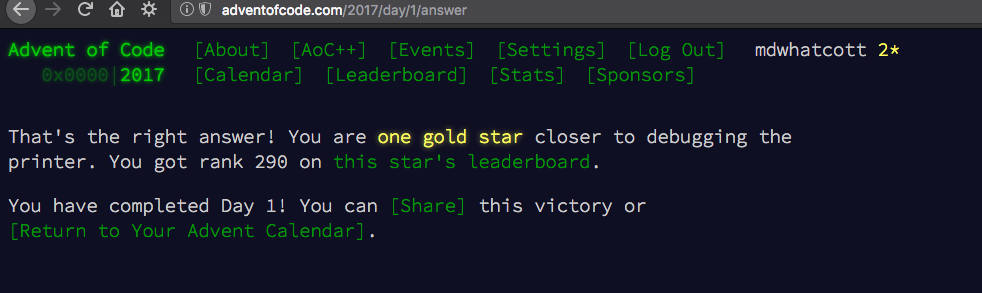 adventofcode.com/2017/day/1/answer
Advent of Code [About] [AoC++] [Events] [Settings] [Log Out] mdwhatcott 2*
0x0000|2017 [Calendar] [Leaderboard] [Stats] [Sponsors]
That's the right answer! You are one gold star closer to debugging the
printer. You got rank 290 on this star's leaderboard.
You have completed Day 1! You can [Share] this victory or
[Return to Your Advent Calendar].